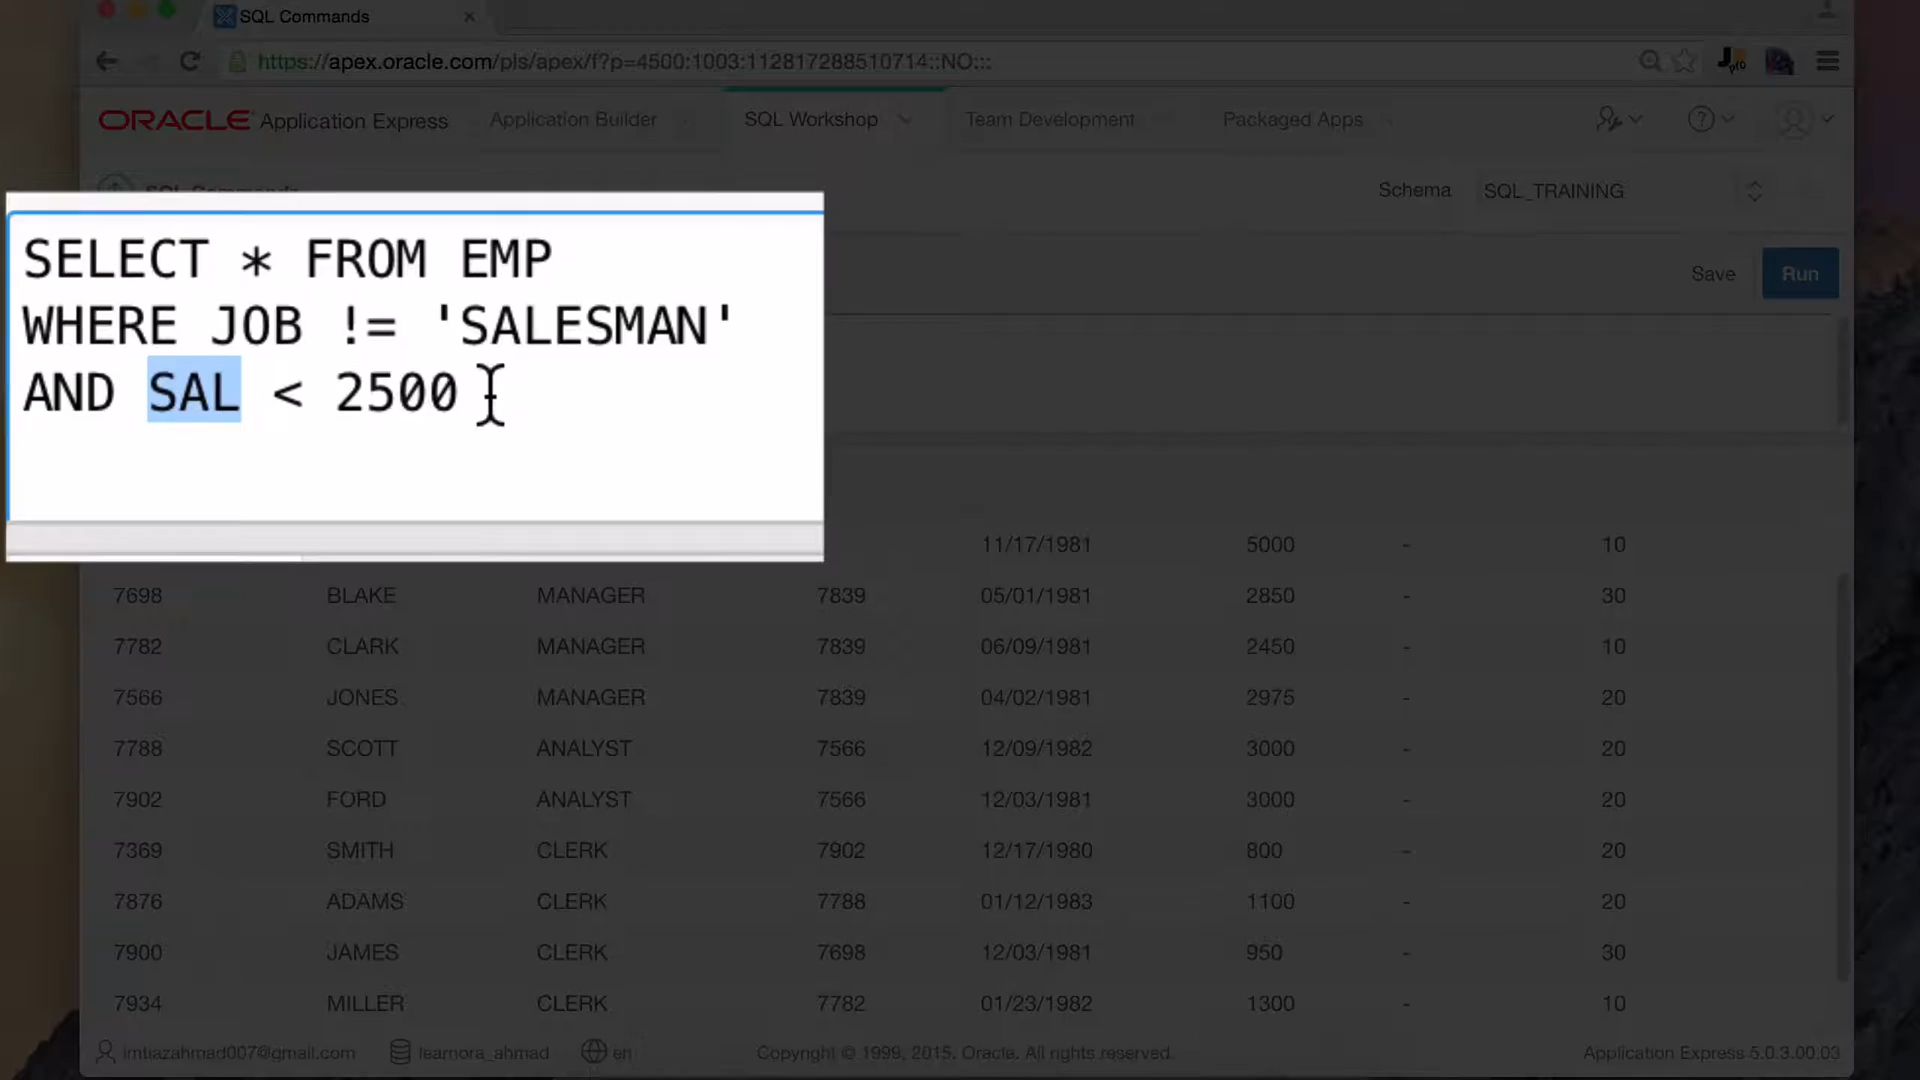 SQL Commands
https://apex.oracle.com/pls/apex/f?p=4500:1003:112817288510714::NO:::
ORACLE Application Express Application Builder SQL Workshop Team Development Packaged Apps
SQL Commands Schema SQL_TRAINING
Save Run
SELECT * FROM EMP
WHERE JOB != 'SALESMAN'
AND SAL < 2500
11/17/1981 5000 - 10
7698 BLAKE MANAGER 7839 05/01/1981 2850 - 30
7782 CLARK MANAGER 7839 06/09/1981 2450 - 10
7566 JONES MANAGER 7839 04/02/1981 2975 - 20
7788 SCOTT ANALYST 7566 12/09/1982 3000 - 20
7902 FORD ANALYST 7566 12/03/1981 3000 - 20
7369 SMITH CLERK 7902 12/17/1980 800 - 20
7876 ADAMS CLERK 7788 01/12/1983 1100 - 20
7900 JAMES CLERK 7698 12/03/1981 950 - 30
7934 MILLER CLERK 7782 01/23/1982 1300 - 10
imtiazahmad007@gmail.com learnora_ahmad en Copyright © 1999, 2015, Oracle. All rights reserved. Application Express 5.0.3.00.03